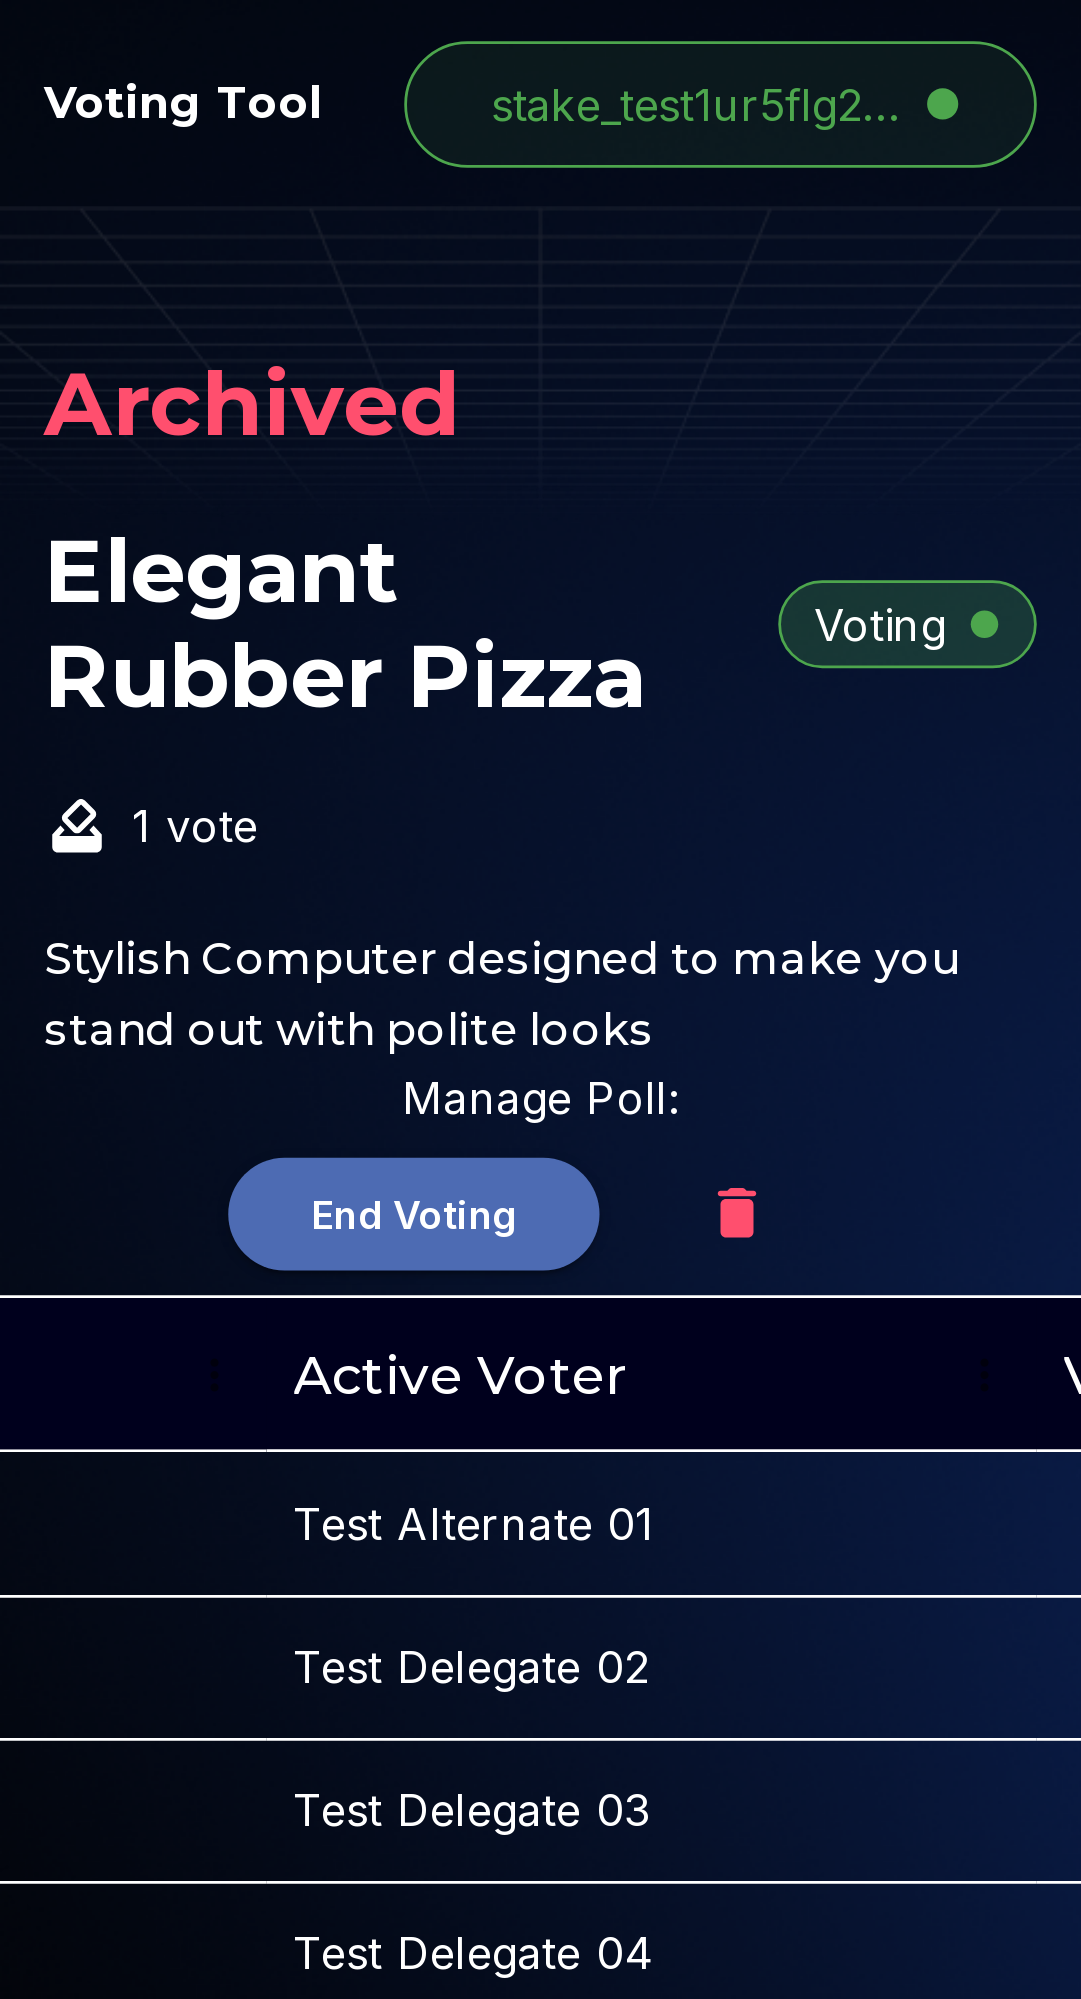 Voting Tool
stake_test1ur5flg2...
Archived
Elegant
Rubber Pizza
Voting
1 vote
Stylish Computer designed to make you
stand out with polite looks
Manage Poll:
End Voting
Active Voter
Test Alternate 01
Test Delegate 02
Test Delegate 03
Test Delegate 04